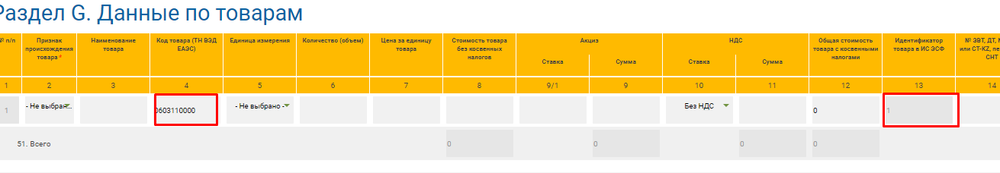 Раздел G. Данные по товарам
№ п/п Признак происхождения товара * Наименование товара Код товара (ТН ВЭД ЕАЭС) Единица измерения Количество (объем) Цена за единицу товара Стоимость товара без косвенных налогов Акциз НДС Общая стоимость товара с косвенными налогами Идентификатор товара в ИС ЭСФ № ЗВТ, ДТ, или СТ-KZ, СНТ
Ставка Сумма Ставка Сумма
1 2 3 4 5 6 7 8 9/1 9 10 11 12 13 14
1 - Не выбран... 0603110000 - Не выбрано - Без НДС 0 1
51. Всего 0 0 0 0